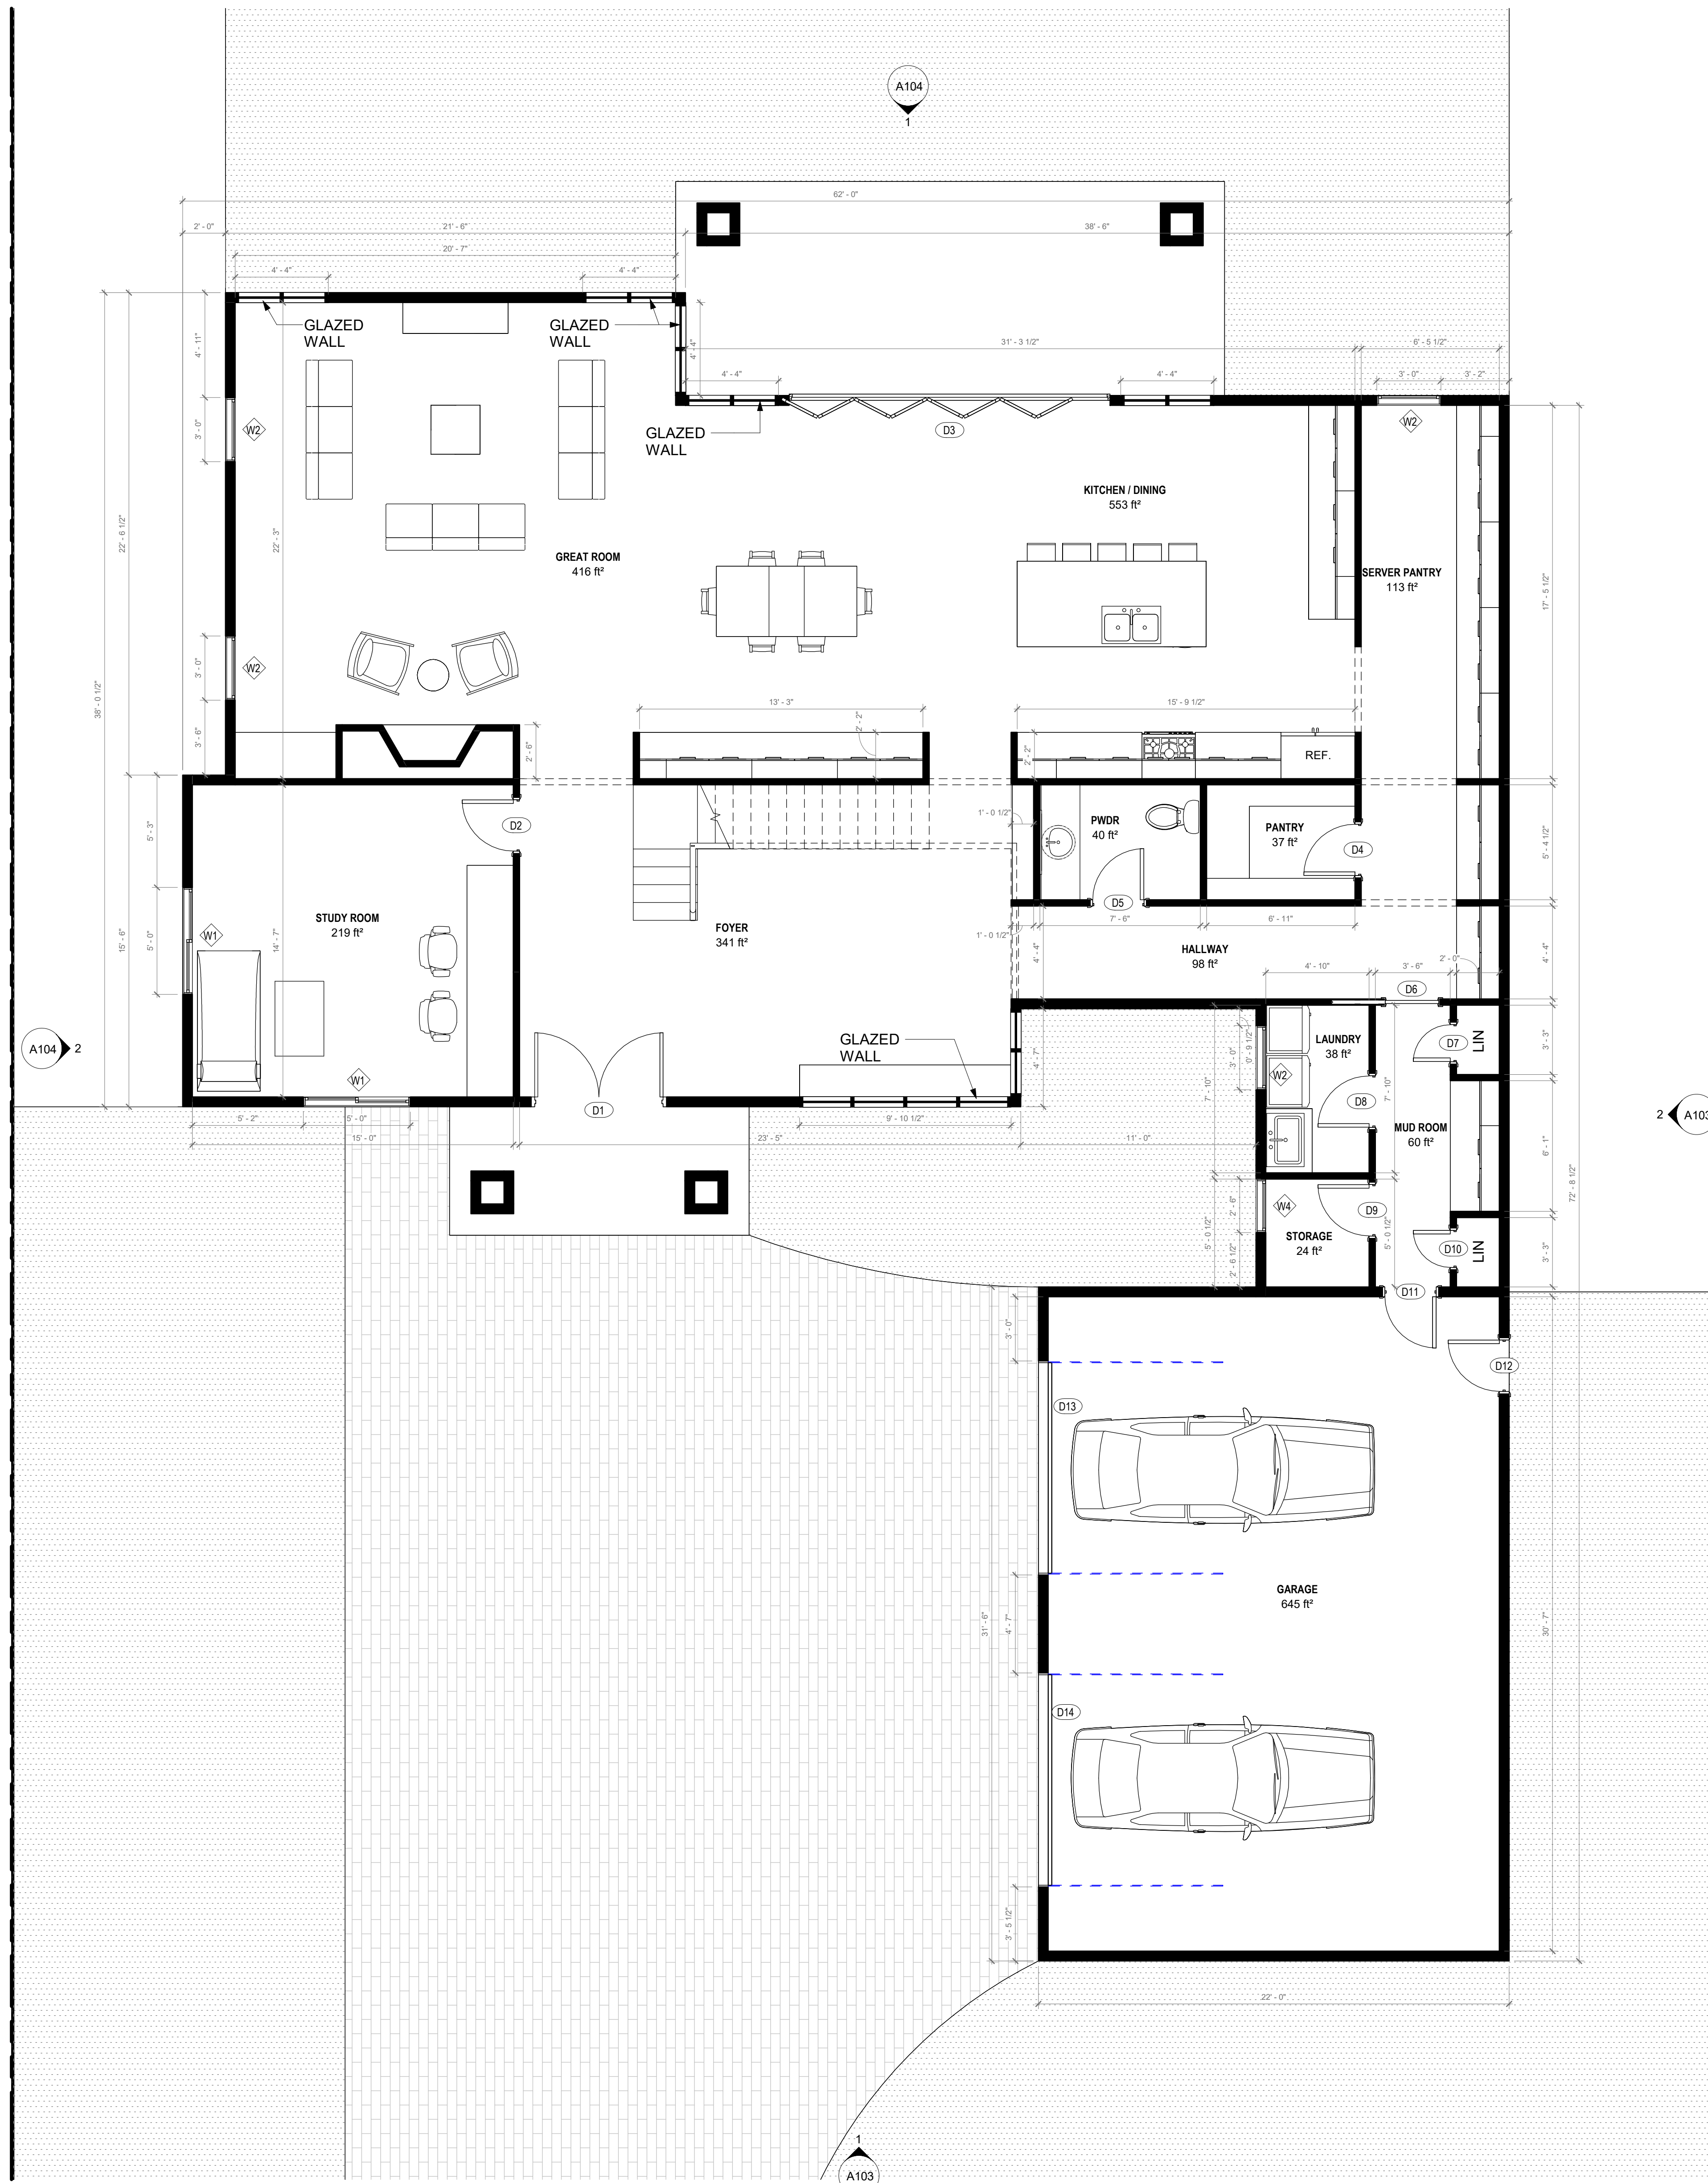 A104
1
62' - 0"
2' - 0"
21' - 6"
38' - 6"
20' - 7"
4' - 4"
4' - 4"
GLAZED
WALL
GLAZED
WALL
4' - 11"
4' - 4"
31' - 3 1/2"
6' - 5 1/2"
4' - 4"
4' - 4"
3' - 0"
3' - 2"
W2
3' - 0"
D3
W2
GLAZED
WALL
KITCHEN / DINING
553 ft²
22' - 6 1/2"
22' - 3"
GREAT ROOM
416 ft²
SERVER PANTRY
113 ft²
17' - 5 1/2"
W2
3' - 0"
38' - 0 1/2"
3' - 6"
2' - 6"
13' - 3"
2' - 2"
15' - 9 1/2"
2' - 2"
REF.
5' - 3"
D2
1' - 0 1/2"
PWDR
40 ft²
PANTRY
37 ft²
D4
5' - 4 1/2"
D5
STUDY ROOM
219 ft²
W1
15' - 6"
5' - 0"
14' - 7"
FOYER
341 ft²
1' - 0 1/2"
4' - 4"
7' - 6"
6' - 11"
HALLWAY
98 ft²
4' - 4"
4' - 10"
3' - 6"
2' - 0"
D6
A104
2
GLAZED
WALL
4' - 7"
7' - 10"
3' - 0"
0' - 9 1/2"
LAUNDRY
38 ft²
D7
LIN
3' - 3"
W2
W1
D1
D8
7' - 10"
MUD ROOM
60 ft²
2
A103
5' - 2"
5' - 0"
15' - 0"
9' - 10 1/2"
23' - 5"
11' - 0"
6' - 1"
72' - 8 1/2"
W4
2' - 6"
D9
5' - 0 1/2"
STORAGE
24 ft²
5' - 0 1/2"
2' - 6 1/2"
D10
LIN
3' - 3"
D11
3' - 0"
D12
D13
GARAGE
645 ft²
31' - 6"
4' - 7"
30' - 7"
D14
3' - 5 1/2"
22' - 0"
1
A103